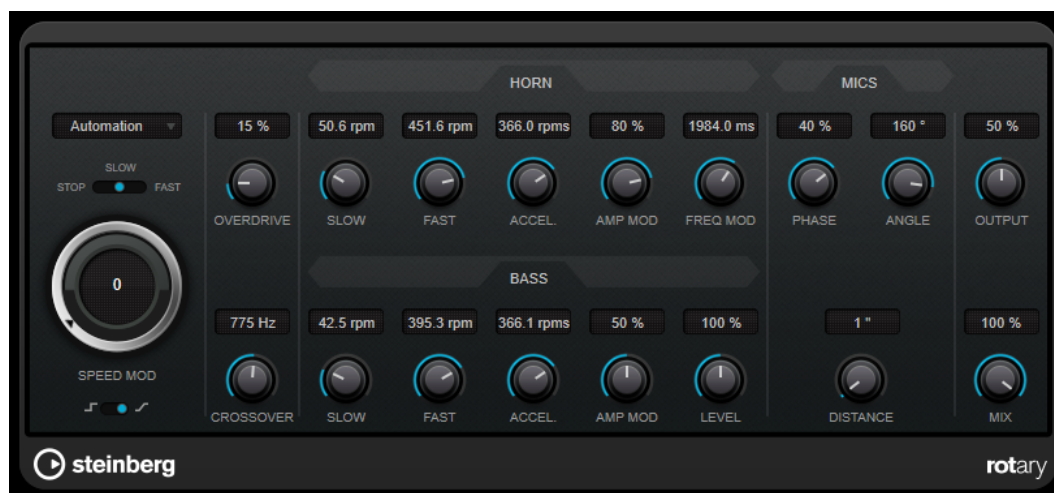 HORN
MICS
Automation
15 %
50.6 rpm
451.6 rpm
366.0 rpms
80 %
1984.0 ms
40 %
160 °
50 %
SLOW
STOP
FAST
OVERDRIVE
SLOW
FAST
ACCEL.
AMP MOD
FREQ MOD
PHASE
ANGLE
OUTPUT
BASS
0
775 Hz
42.5 rpm
395.3 rpm
366.1 rpms
50 %
100 %
1 "
100 %
SPEED MOD
CROSSOVER
SLOW
FAST
ACCEL.
AMP MOD
LEVEL
DISTANCE
MIX
steinberg
rotary